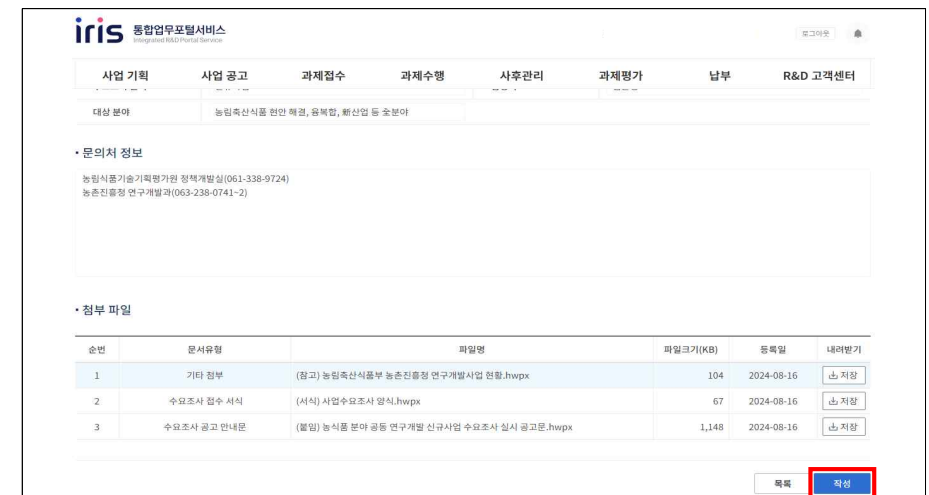 iris 통합업무포털서비스
Integrated R&D Portal Service
로그아웃
사업 기획 사업 공고 과제접수 과제수행 사후관리 과제평가 납부 R&D 고객센터
대상 분야 농림축산식품 현안 해결, 융복합, 新산업 등 全분야
• 문의처 정보
농림식품기술기획평가원 정책개발실(061-338-9724)
농촌진흥청 연구개발과(063-238-0741~2)
• 첨부 파일
순번 문서유형 파일명 파일크기(KB) 등록일 내려받기
1 기타 첨부 (참고) 농림축산식품부 농촌진흥청 연구개발사업 현황.hwpx 104 2024-08-16 저장
2 수요조사 접수 서식 (서식) 사업수요조사 양식.hwpx 67 2024-08-16 저장
3 수요조사 공고 안내문 (붙임) 농식품 분야 공동 연구개발 신규사업 수요조사 실시 공고문.hwpx 1,148 2024-08-16 저장
목록 작성